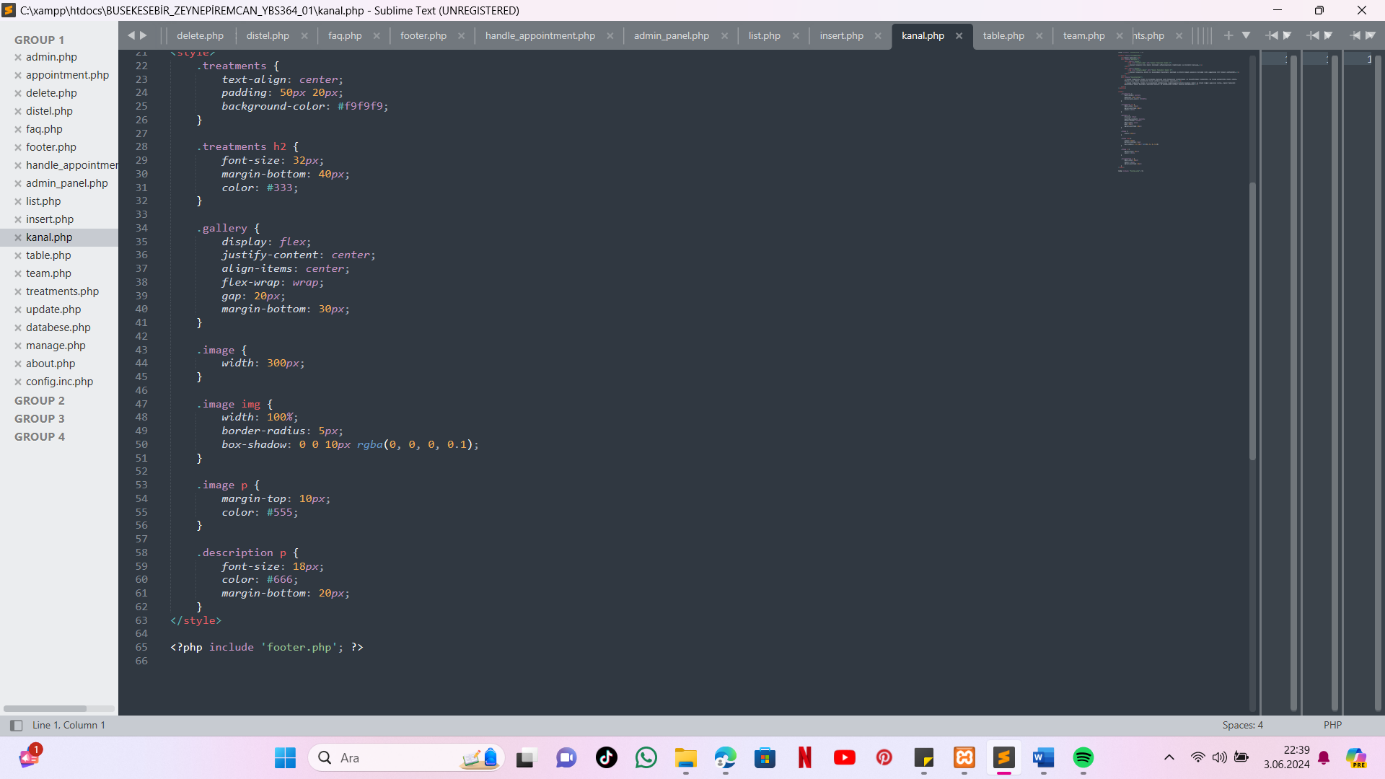 C:\xampp\htdocs\BUSEKESEBİR_ZEYNEPİREMCAN_YBS364_01\kanal.php - Sublime Text (UNREGISTERED)
delete.php distel.php faq.php footer.php handle_appointment.php admin_panel.php list.php insert.php kanal.php table.php team.php nts.php
GROUP 1
admin.php
appointment.php
delete.php
distel.php
faq.php
footer.php
handle_appointmen
admin_panel.php
list.php
insert.php
kanal.php
table.php
team.php
treatments.php
update.php
databese.php
manage.php
about.php
config.inc.php
GROUP 2
GROUP 3
GROUP 4
21 <style>
22 .treatments {
23 text-align: center;
24 padding: 50px 20px;
25 background-color: #f9f9f9;
26 }
27
28 .treatments h2 {
29 font-size: 32px;
30 margin-bottom: 40px;
31 color: #333;
32 }
33
34 .gallery {
35 display: flex;
36 justify-content: center;
37 align-items: center;
38 flex-wrap: wrap;
39 gap: 20px;
40 margin-bottom: 30px;
41 }
42
43 .image {
44 width: 300px;
45 }
46
47 .image img {
48 width: 100%;
49 border-radius: 5px;
50 box-shadow: 0 0 10px rgba(0, 0, 0, 0.1);
51 }
52
53 .image p {
54 margin-top: 10px;
55 color: #555;
56 }
57
58 .description p {
59 font-size: 18px;
60 color: #666;
61 margin-bottom: 20px;
62 }
63 </style>
64
65 <?php include 'footer.php'; ?>
66
Line 1, Column 1 Spaces: 4 PHP
1 Ara 22:39
3.06.2024
PRE